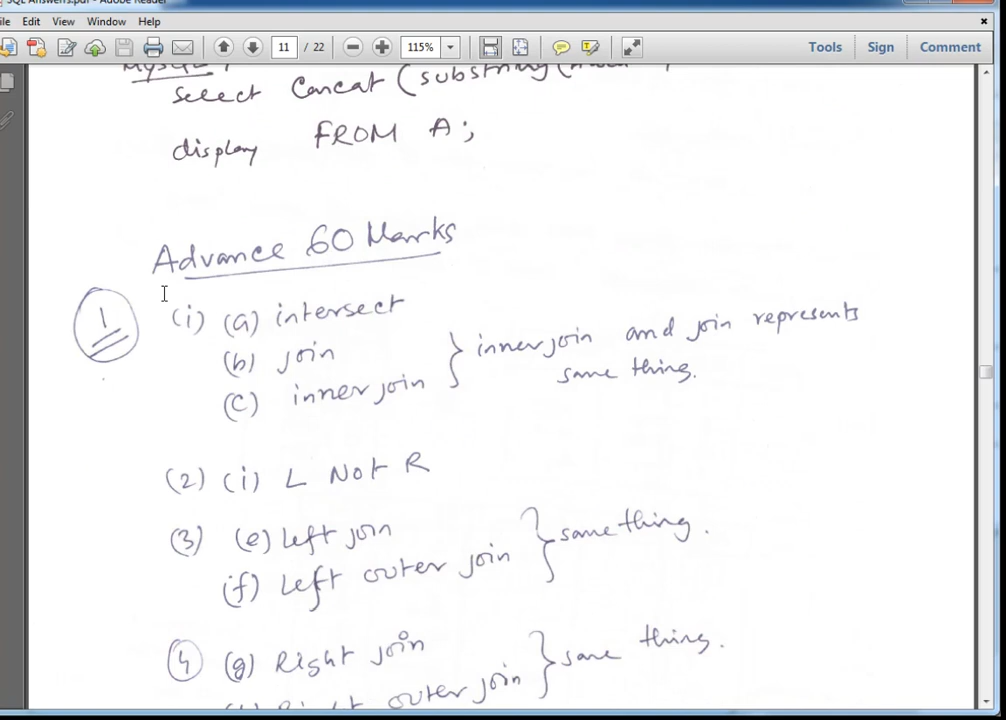 SQL Answers.pdf - Adobe Reader
File Edit View Window Help
11 / 22 115% Tools Sign Comment
MySQL:
select Concat (substring(
display FROM A;
Advance 60 Marks
1
(i) (a) intersect
(b) join
(c) inner join } inner join and join represents
same thing.
(2) (i) L Not R
(3) (e) left join
(f) Left outer join } same thing.
(4) (g) Right join
outer join } same thing.